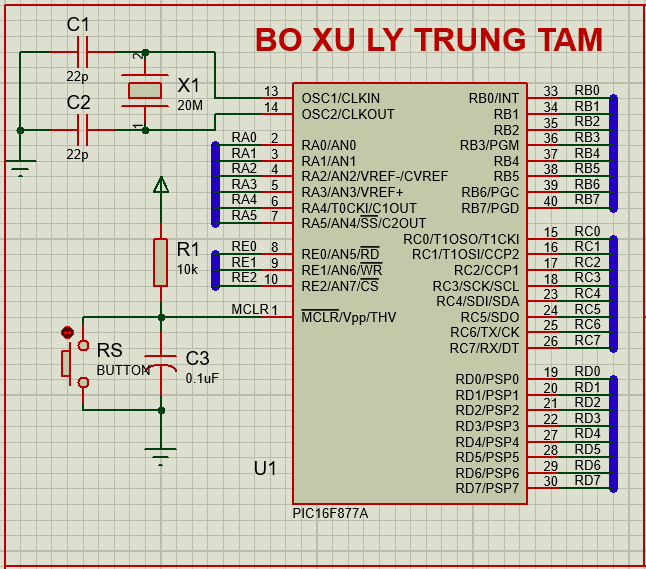 BO XU LY TRUNG TAM
C1
22p
C2
22p
2
X1
20M
1
13
OSC1/CLKIN
14
OSC2/CLKOUT
RA0 2 RA0/AN0
RA1 3 RA1/AN1
RA2 4 RA2/AN2/VREF-/CVREF
RA3 5 RA3/AN3/VREF+
RA4 6 RA4/T0CKI/C1OUT
RA5 7 RA5/AN4/SS/C2OUT
RE0 8 RE0/AN5/RD
RE1 9 RE1/AN6/WR
RE2 10 RE2/AN7/CS
MCLR 1 MCLR/Vpp/THV
RB0/INT 33 RB0
RB1 34 RB1
RB2 35 RB2
RB3/PGM 36 RB3
RB4 37 RB4
RB5 38 RB5
RB6/PGC 39 RB6
RB7/PGD 40 RB7
RC0/T1OSO/T1CKI 15 RC0
RC1/T1OSI/CCP2 16 RC1
RC2/CCP1 17 RC2
RC3/SCK/SCL 18 RC3
RC4/SDI/SDA 23 RC4
RC5/SDO 24 RC5
RC6/TX/CK 25 RC6
RC7/RX/DT 26 RC7
RD0/PSP0 19 RD0
RD1/PSP1 20 RD1
RD2/PSP2 21 RD2
RD3/PSP3 22 RD3
RD4/PSP4 27 RD4
RD5/PSP5 28 RD5
RD6/PSP6 29 RD6
RD7/PSP7 30 RD7
R1
10k
RS
BUTTON
C3
0.1uF
U1
PIC16F877A